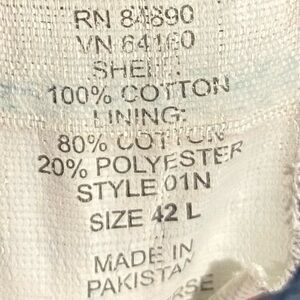 RN 84890
VN 64160
SHELL:
100% COTTON
LINING:
80% COTTON
20% POLYESTER
STYLE 01N
SIZE 42 L
MADE IN
PAKISTAN